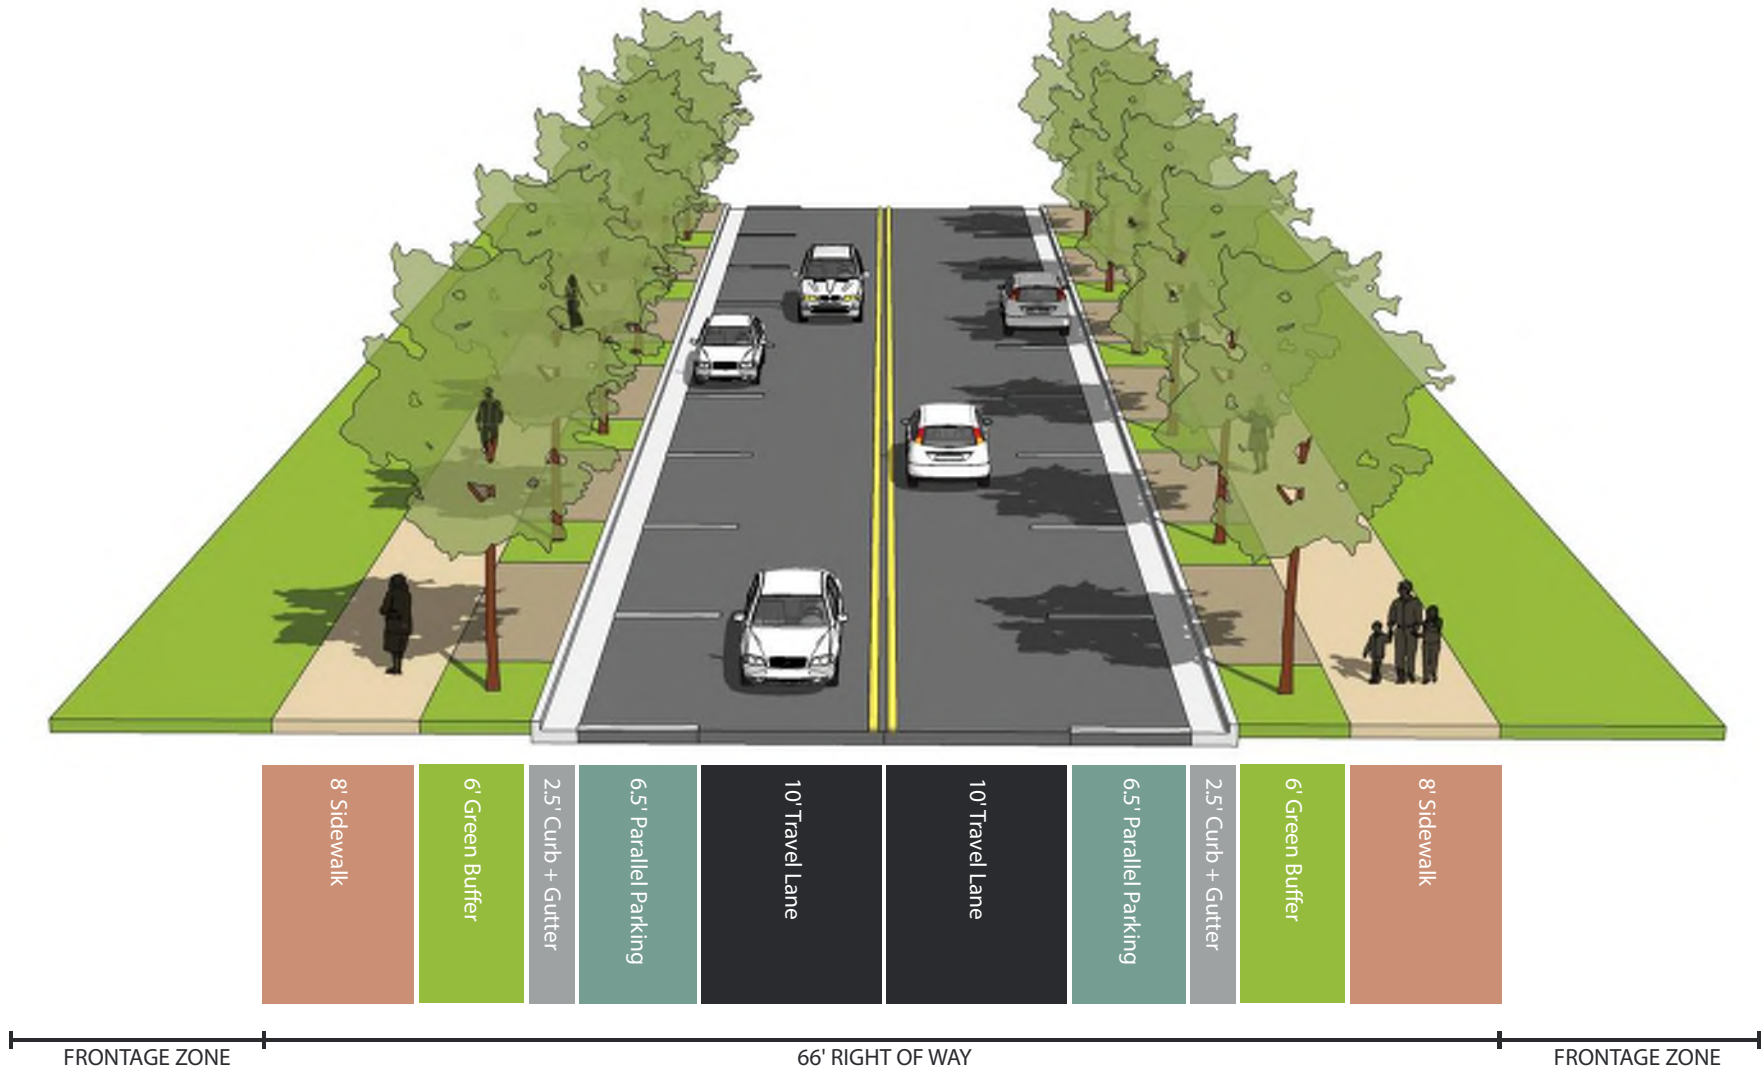 8' Sidewalk
6' Green Buffer
2.5' Curb + Gutter
6.5' Parallel Parking
10' Travel Lane
10' Travel Lane
6.5' Parallel Parking
2.5' Curb + Gutter
6' Green Buffer
8' Sidewalk
FRONTAGE ZONE
66' RIGHT OF WAY
FRONTAGE ZONE